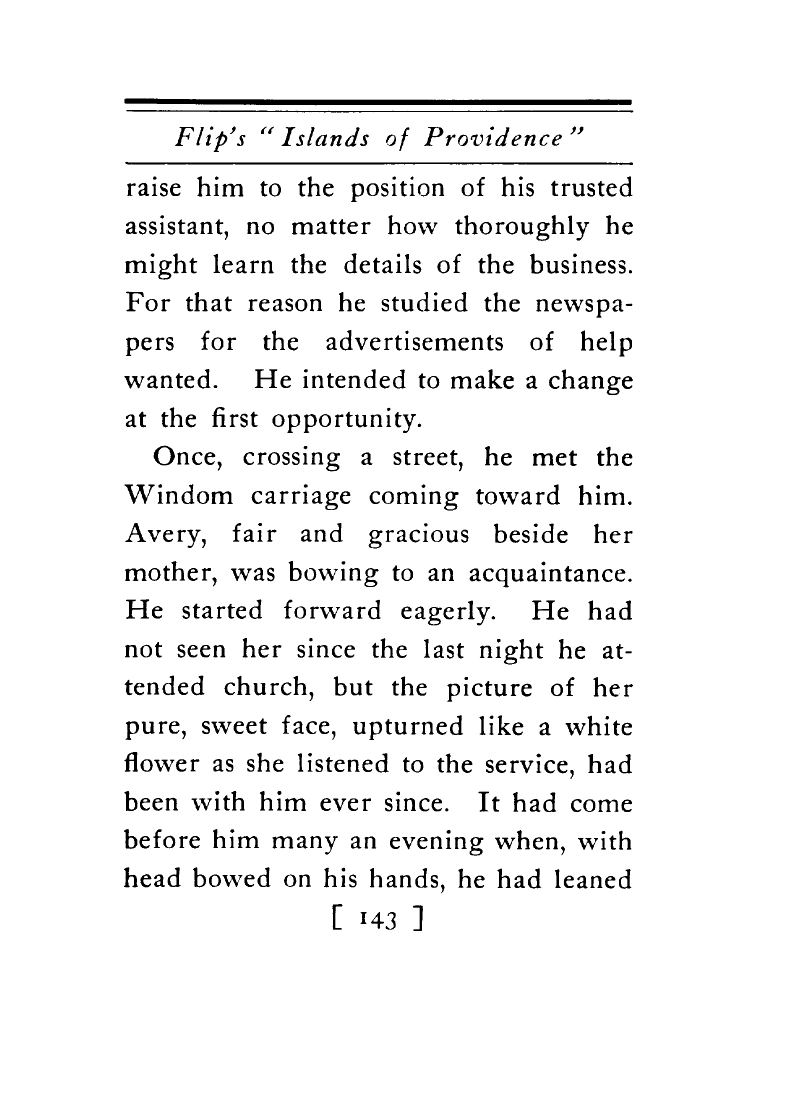 Flip's "Islands of Providence"
raise him to the position of his trusted
assistant, no matter how thoroughly he
might learn the details of the business.
For that reason he studied the newspa-
pers for the advertisements of help
wanted. He intended to make a change
at the first opportunity.
Once, crossing a street, he met the
Windom carriage coming toward him.
Avery, fair and gracious beside her
mother, was bowing to an acquaintance.
He started forward eagerly. He had
not seen her since the last night he at-
tended church, but the picture of her
pure, sweet face, upturned like a white
flower as she listened to the service, had
been with him ever since. It had come
before him many an evening when, with
head bowed on his hands, he had leaned
[ 143 ]